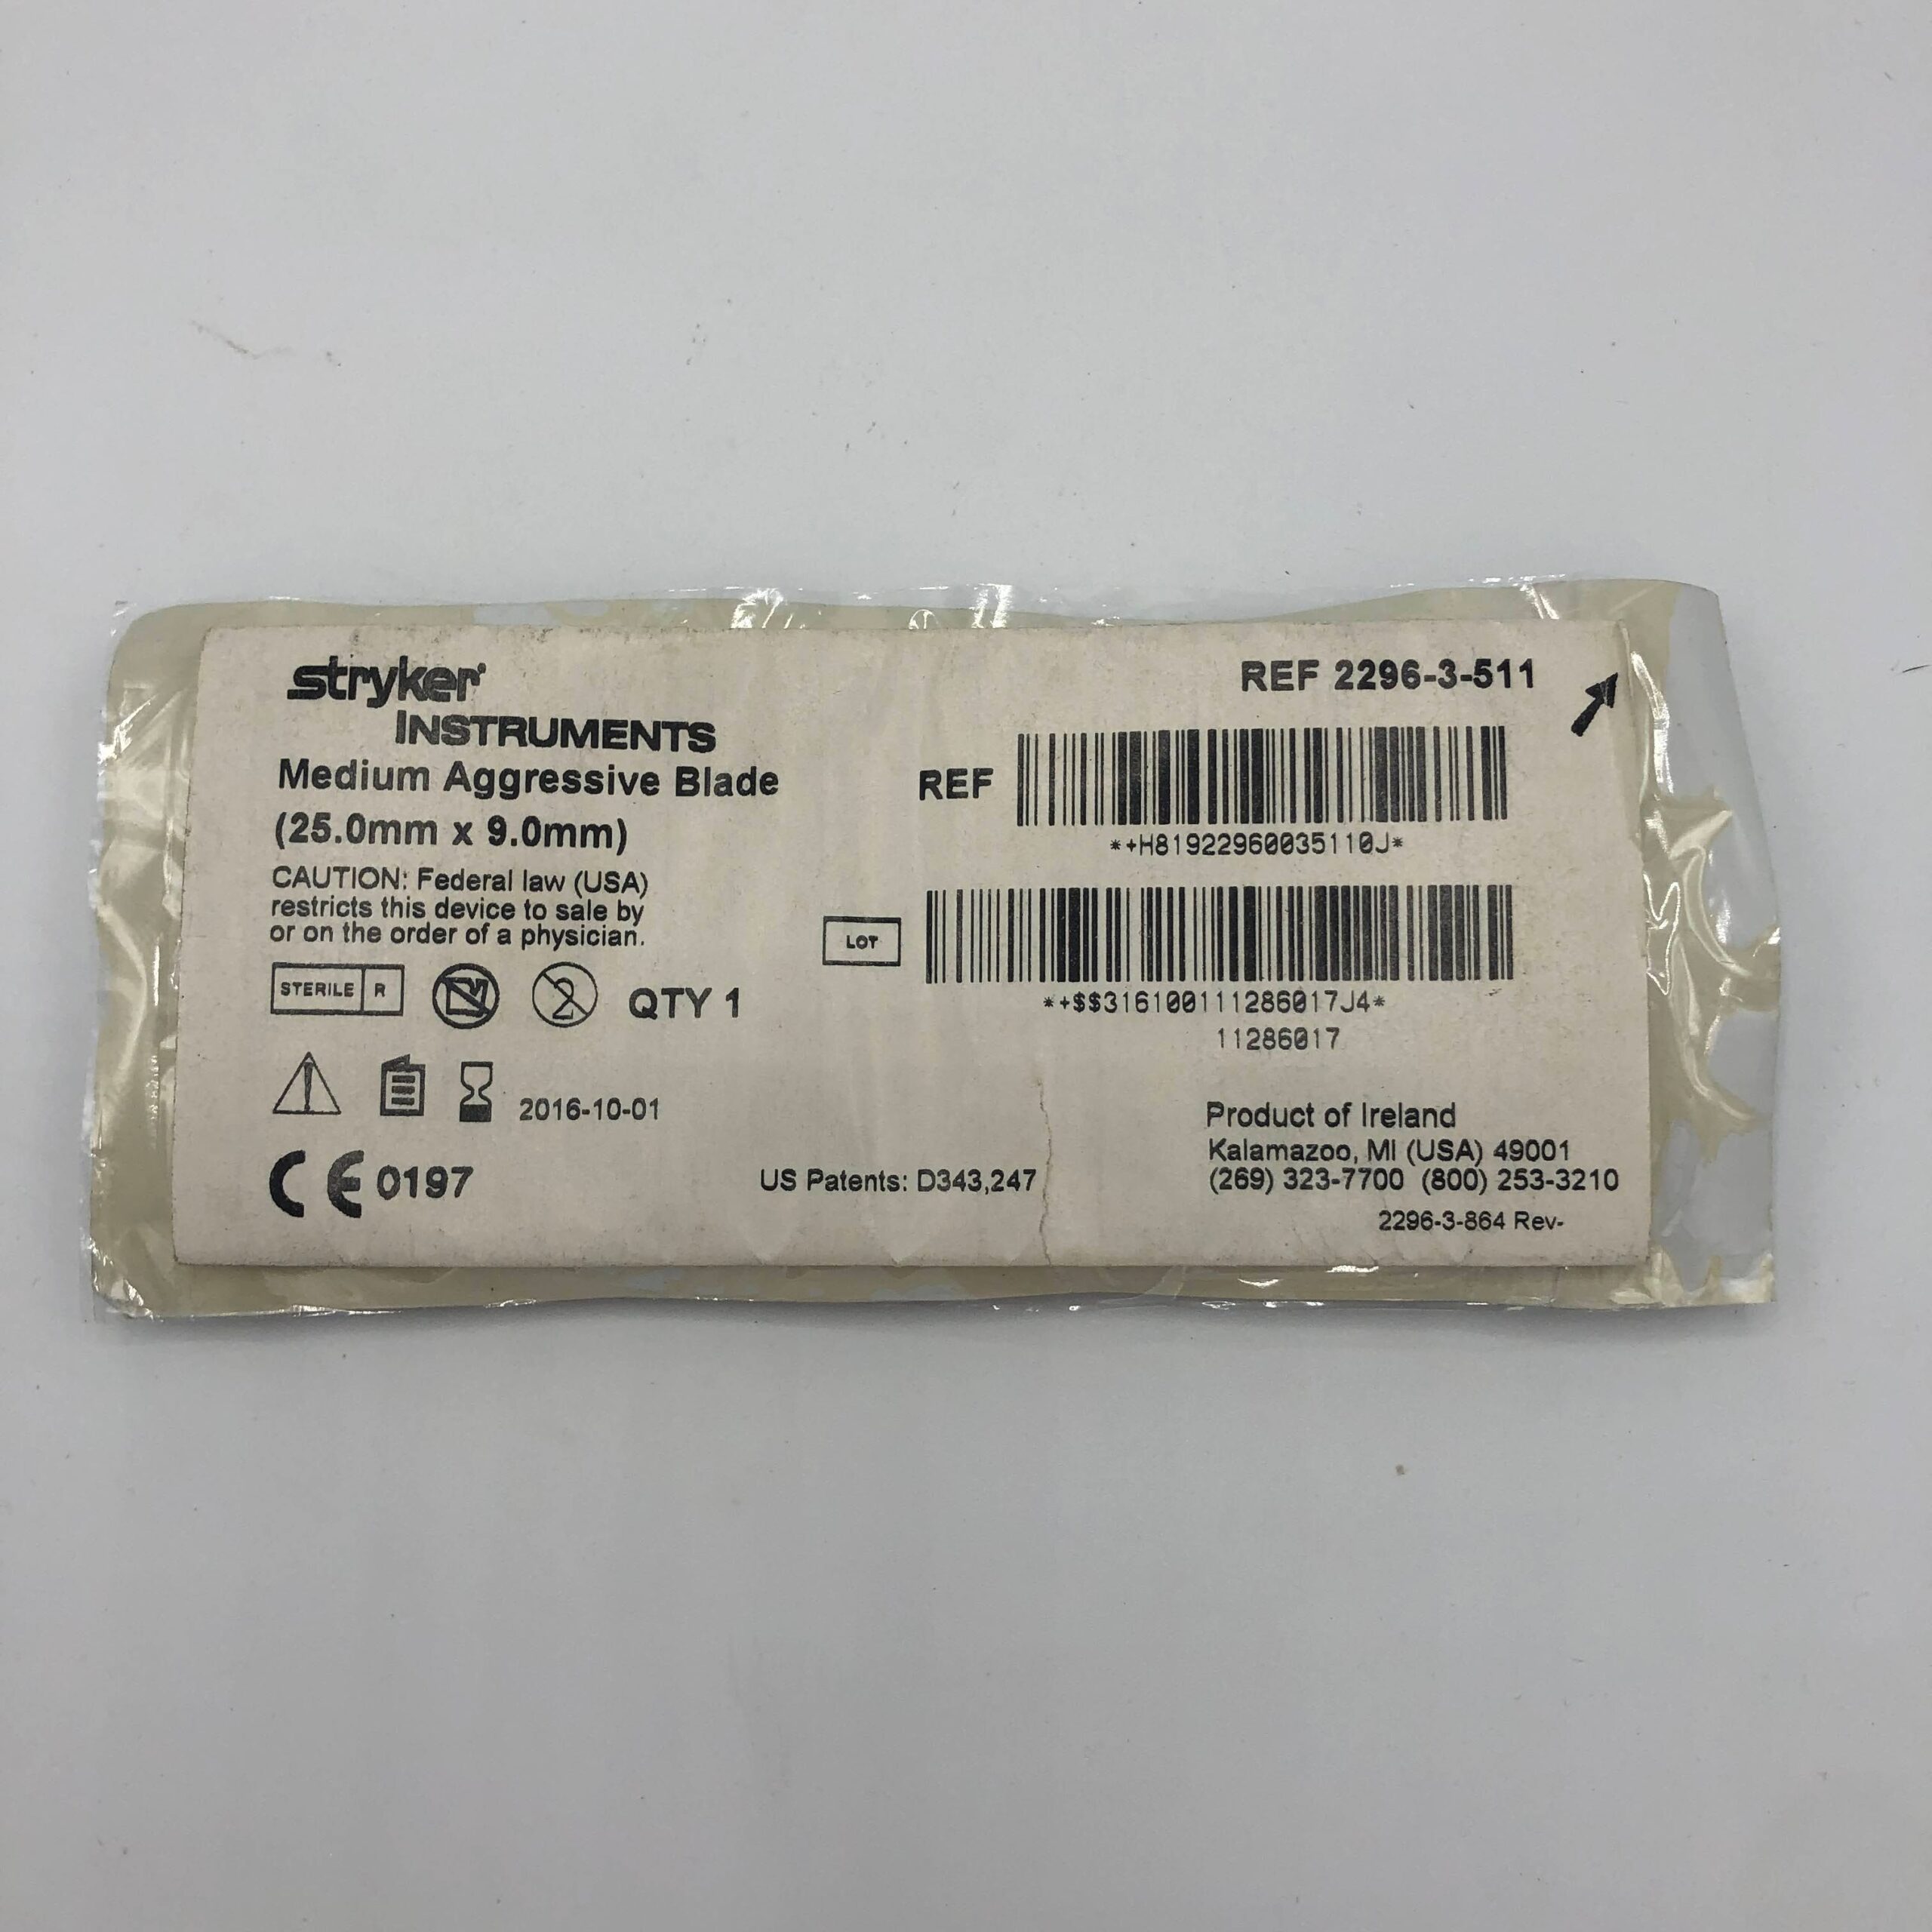 stryker
INSTRUMENTS
Medium Aggressive Blade
(25.0mm x 9.0mm)
CAUTION: Federal law (USA)
restricts this device to sale by
or on the order of a physician.
STERILE R
2
QTY 1
2016-10-01
CE 0197
US Patents: D343,247
REF 2296-3-511
REF
*+H81922960035110J*
LOT
*+$$316100111286017J4*
11286017
Product of Ireland
Kalamazoo, MI (USA) 49001
(269) 323-7700 (800) 253-3210
2296-3-864 Rev-